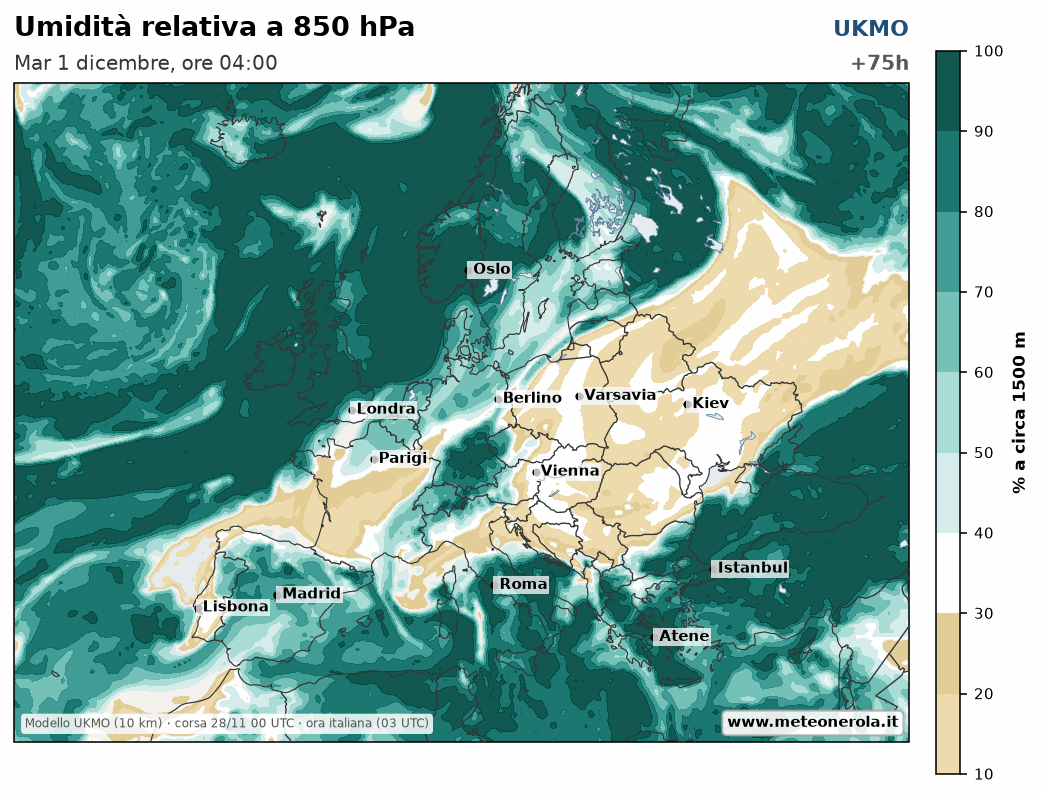 Umidità relativa a 850 hPa
UKMO
Mar 1 dicembre, ore 04:00
+75h
100
90
80
70
60
50
40
30
20
10
% a circa 1500 m
Oslo
Londra
Berlino
Varsavia
Kiev
Parigi
Vienna
Istanbul
Roma
Madrid
Lisbona
Atene
Modello UKMO (10 km) · corsa 28/11 00 UTC · ora italiana (03 UTC)
www.meteonerola.it